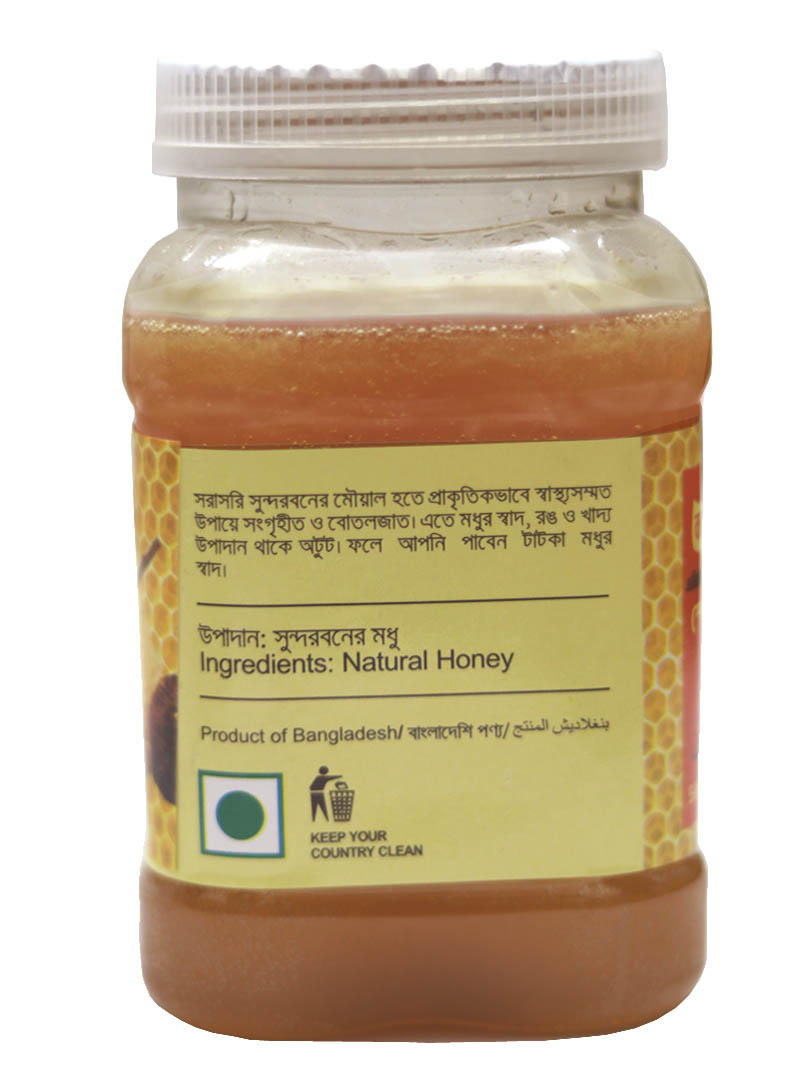 সরাসরি সুন্দরবনের মৌয়াল হতে প্রাকৃতিকভাবে স্বাস্থ্যসম্মত
উপায়ে সংগৃহীত ও বোতলজাত। এতে মধুর স্বাদ, রঙ ও খাদ্য
উপাদান থাকে অটুট। ফলে আপনি পাবেন টাটকা মধুর
স্বাদ।
উপাদান: সুন্দরবনের মধু
Ingredients: Natural Honey
Product of Bangladesh/ বাংলাদেশি পণ্য/ بنغلاديش المنتج
KEEP YOUR
COUNTRY CLEAN